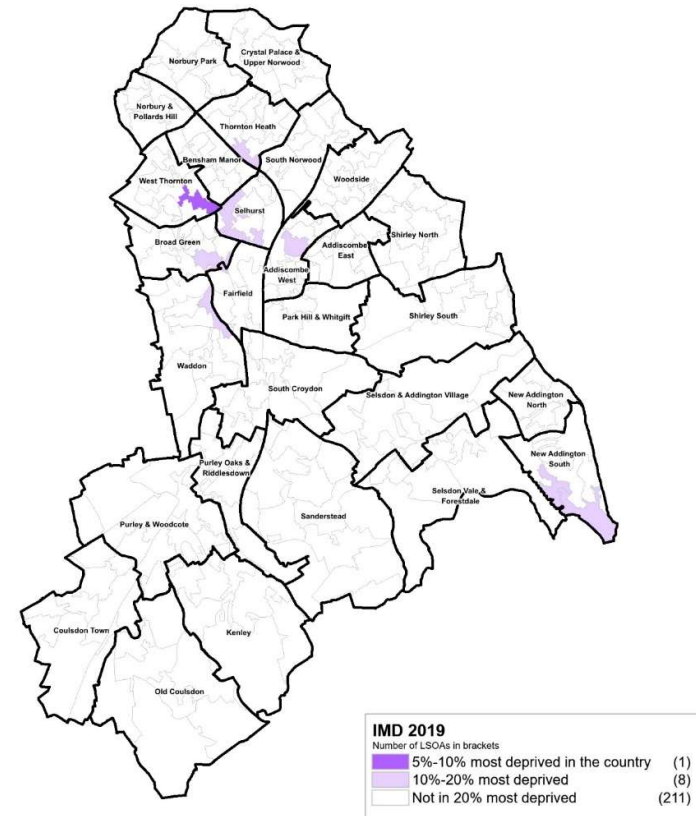 Norbury Park
Crystal Palace &
Upper Norwood
Norbury &
Pollards Hill
Thornton Heath
Bensham Manor
South Norwood
West Thornton
Woodside
Selhurst
Broad Green
Shirley North
Addiscombe
East
Addiscombe
West
Fairfield
Park Hill & Whitgift
Shirley South
Waddon
South Croydon
Selsdon & Addington Village
New Addington
North
New Addington
South
Purley Oaks &
Riddlesdown
Selsdon Vale &
Forestdale
Sanderstead
Purley & Woodcote
Coulsdon Town
Kenley
Old Coulsdon
IMD 2019
Number of LSOAs in brackets
5%-10% most deprived in the country (1)
10%-20% most deprived (8)
Not in 20% most deprived (211)